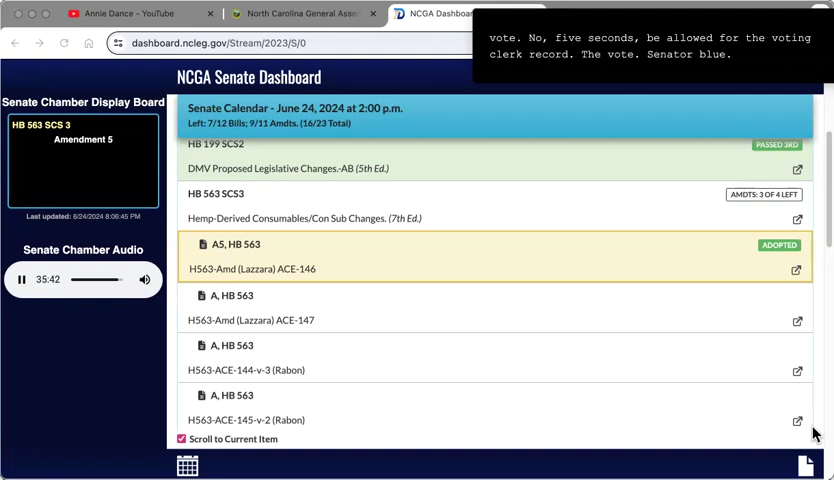 Annie Dance – YouTube
North Carolina General Asse
NCGA Dashboa
dashboard.ncleg.gov/Stream/2023/S/0
vote. No, five seconds, be allowed for the voting
clerk record. The vote. Senator blue.
NCGA Senate Dashboard
Senate Chamber Display Board
HB 563 SCS 3
Amendment 5
Last updated: 6/24/2024 8:06:45 PM
Senate Chamber Audio
35:42
Senate Calendar - June 24, 2024 at 2:00 p.m.
Left: 7/12 Bills; 9/11 Amdts. (16/23 Total)
HB 199 SCS2
PASSED 3RD
DMV Proposed Legislative Changes.-AB (5th Ed.)
HB 563 SCS3
AMDTS: 3 OF 4 LEFT
Hemp-Derived Consumables/Con Sub Changes. (7th Ed.)
A5, HB 563
ADOPTED
H563-Amd (Lazzara) ACE-146
A, HB 563
H563-Amd (Lazzara) ACE-147
A, HB 563
H563-ACE-144-v-3 (Rabon)
A, HB 563
H563-ACE-145-v-2 (Rabon)
Scroll to Current Item